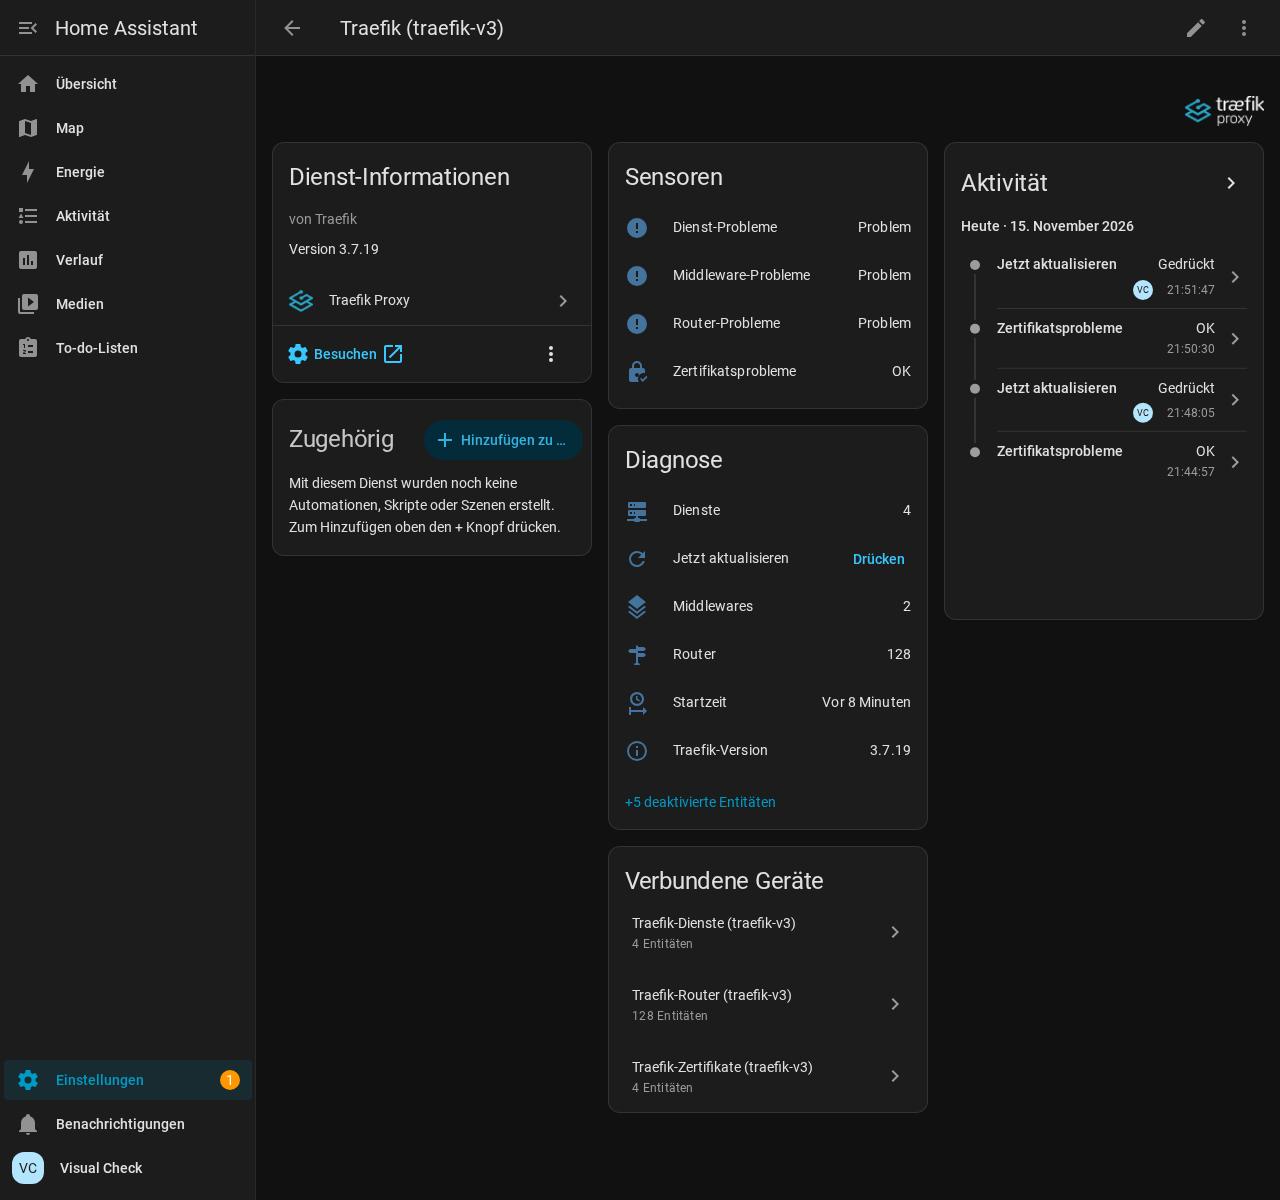 Home Assistant
Übersicht
Map
Energie
Aktivität
Verlauf
Medien
To-do-Listen
Einstellungen
1
Benachrichtigungen
VC
Visual Check
Traefik (traefik-v3)
træfik
proxy
Dienst-Informationen
von Traefik
Version 3.7.19
Traefik Proxy
Besuchen
Zugehörig
Hinzufügen zu …
Mit diesem Dienst wurden noch keine
Automationen, Skripte oder Szenen erstellt.
Zum Hinzufügen oben den + Knopf drücken.
Sensoren
Dienst-Probleme Problem
Middleware-Probleme Problem
Router-Probleme Problem
Zertifikatsprobleme OK
Diagnose
Dienste 4
Jetzt aktualisieren Drücken
Middlewares 2
Router 128
Startzeit Vor 8 Minuten
Traefik-Version 3.7.19
+5 deaktivierte Entitäten
Verbundene Geräte
Traefik-Dienste (traefik-v3)
4 Entitäten
Traefik-Router (traefik-v3)
128 Entitäten
Traefik-Zertifikate (traefik-v3)
4 Entitäten
Aktivität
Heute · 15. November 2026
Jetzt aktualisieren Gedrückt
VC 21:51:47
Zertifikatsprobleme OK
21:50:30
Jetzt aktualisieren Gedrückt
VC 21:48:05
Zertifikatsprobleme OK
21:44:57